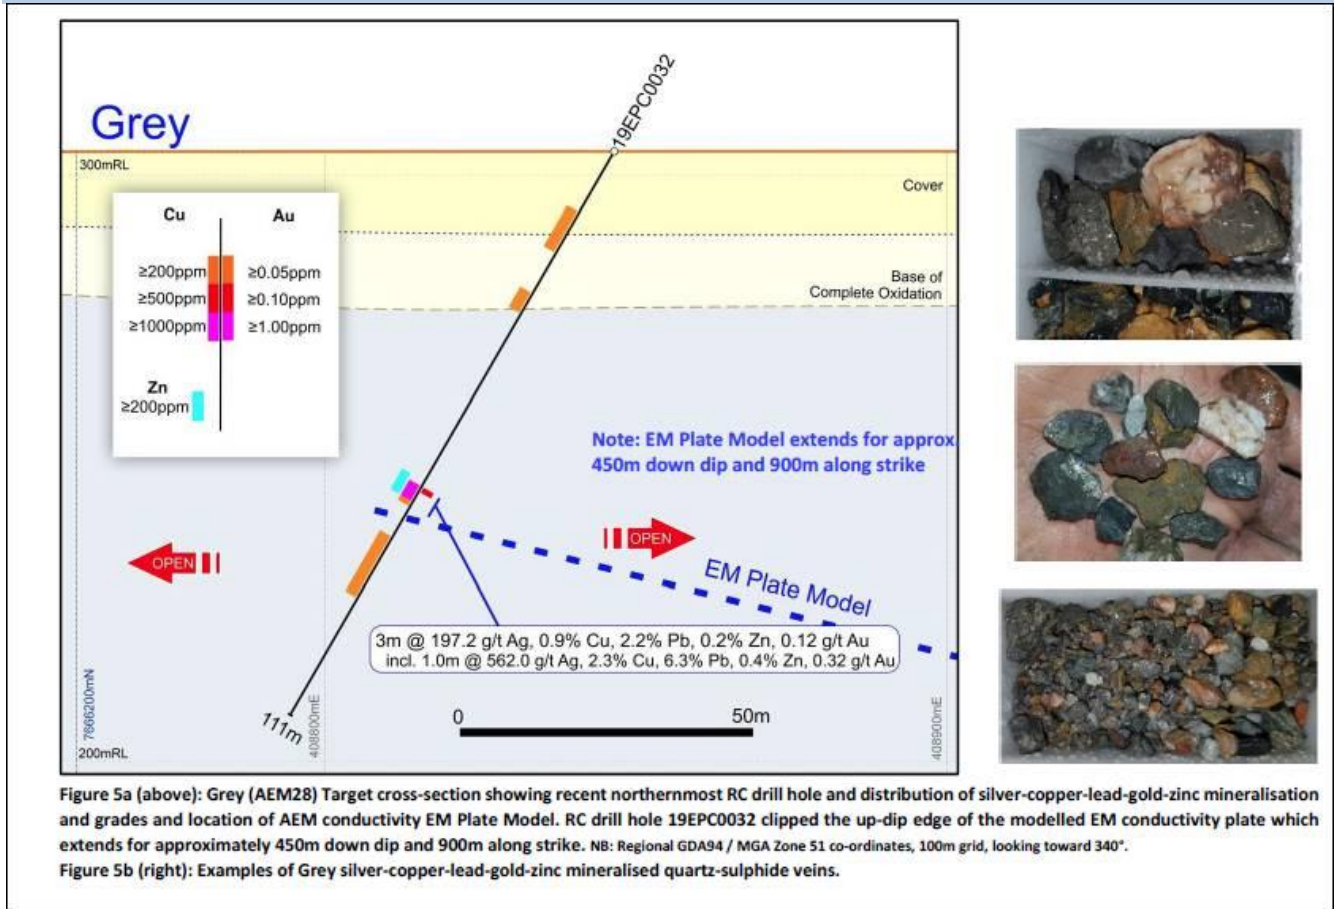 19EPC0032
Grey
300mRL
Cover
Cu Au
≥200ppm ≥0.05ppm
≥500ppm ≥0.10ppm
≥1000ppm ≥1.00ppm
Zn
≥200ppm
Base of
Complete Oxidation
Note: EM Plate Model extends for approx.
450m down dip and 900m along strike
OPEN
OPEN
EM Plate Model
3m @ 197.2 g/t Ag, 0.9% Cu, 2.2% Pb, 0.2% Zn, 0.12 g/t Au
incl. 1.0m @ 562.0 g/t Ag, 2.3% Cu, 6.3% Pb, 0.4% Zn, 0.32 g/t Au
7666200mN
111m
408800mE
0 50m
408900mE
200mRL
Figure 5a (above): Grey (AEM28) Target cross-section showing recent northernmost RC drill hole and distribution of silver-copper-lead-gold-zinc mineralisation
and grades and location of AEM conductivity EM Plate Model. RC drill hole 19EPC0032 clipped the up-dip edge of the modelled EM conductivity plate which
extends for approximately 450m down dip and 900m along strike. NB: Regional GDA94 / MGA Zone 51 co-ordinates, 100m grid, looking toward 340°.
Figure 5b (right): Examples of Grey silver-copper-lead-gold-zinc mineralised quartz-sulphide veins.